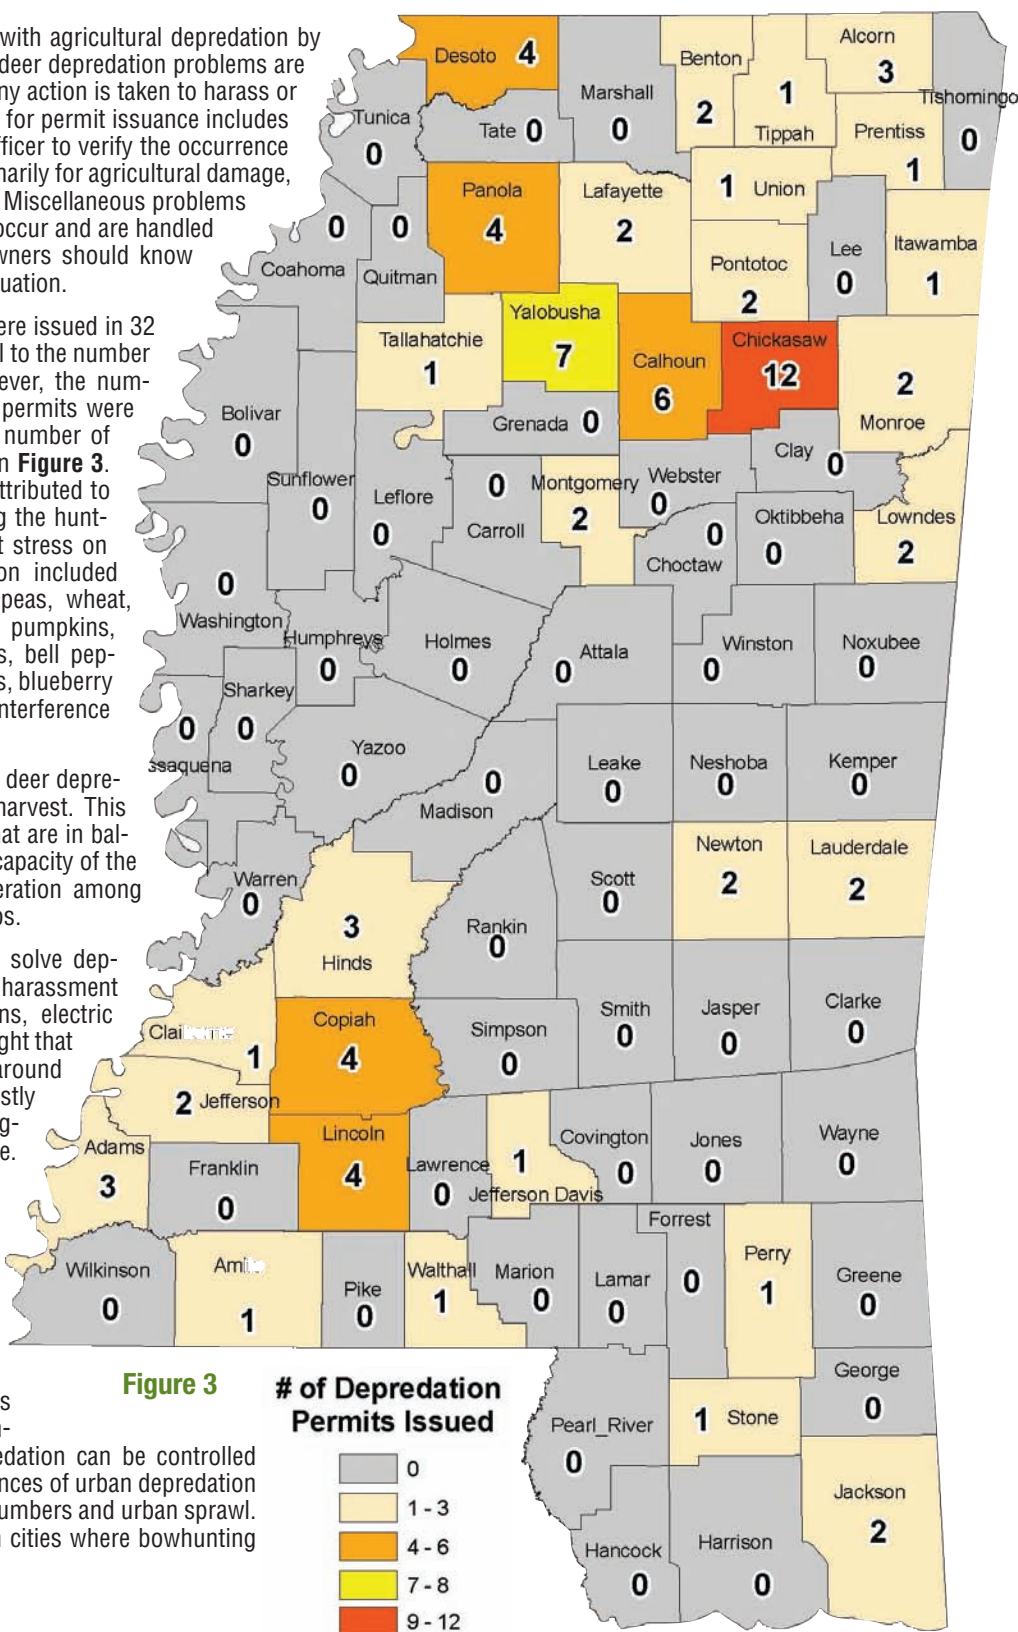 with agricultural depredation by
deer depredation problems are
ny action is taken to harass or
for permit issuance includes
fficer to verify the occurrence
narily for agricultural damage,
Miscellaneous problems
occur and are handled
wners should know
uation.
ere issued in 32
l to the number
ever, the num-
permits were
number of
n Figure 3.
ttributed to
g the hunt-
t stress on
on included
peas, wheat,
pumpkins,
s, bell pep-
s, blueberry
nterference
deer depre-
harvest. This
hat are in bal-
capacity of the
eration among
os.
solve dep-
harassment
ns, electric
ght that
around
stly
g-
e.
s
n-
edation can be controlled
nces of urban depredation
umbers and urban sprawl.
n cities where bowhunting
Desoto 4
Marshall
0
Benton
2
1
Tippah
Alcorn
3
Tishomingo
0
Tunica
0
Tate 0
Prentiss
1
Panola
4
Lafayette
2
1 Union
0
Coahoma
0
Quitman
Pontotoc
2
Lee
0
Itawamba
1
Tallahatchie
1
Yalobusha
7
Calhoun
6
Chickasaw
12
2
Monroe
Bolivar
0
Grenada 0
Clay
0
Sunflower
0
Leflore
0
0
Carroll
Montgomery
2
Webster
0
0
Choctaw
Oktibbeha
0
Lowndes
2
0
Washington
Humphreys
0
Holmes
0
Attala
0
Winston
0
Noxubee
0
Sharkey
0
0
ssaquena
Yazoo
0
0
Madison
Leake
0
Neshoba
0
Kemper
0
Warren
0
3
Hinds
Rankin
0
Scott
0
Newton
2
Lauderdale
2
Clai
1
Copiah
4
Simpson
0
Smith
0
Jasper
0
Clarke
0
2 Jefferson
Adams
3
Franklin
0
Lincoln
4
Lawrence
0
1
Jefferson Davis
Covington
0
Jones
0
Wayne
0
Wilkinson
0
Ami
1
Pike
0
Walthall
1
Marion
0
Lamar
0
Forrest
0
Perry
1
Greene
0
Pearl_River
0
1 Stone
George
0
Hancock
0
Harrison
0
Jackson
2
Figure 3
# of Depredation
Permits Issued
0
1 - 3
4 - 6
7 - 8
9 - 12